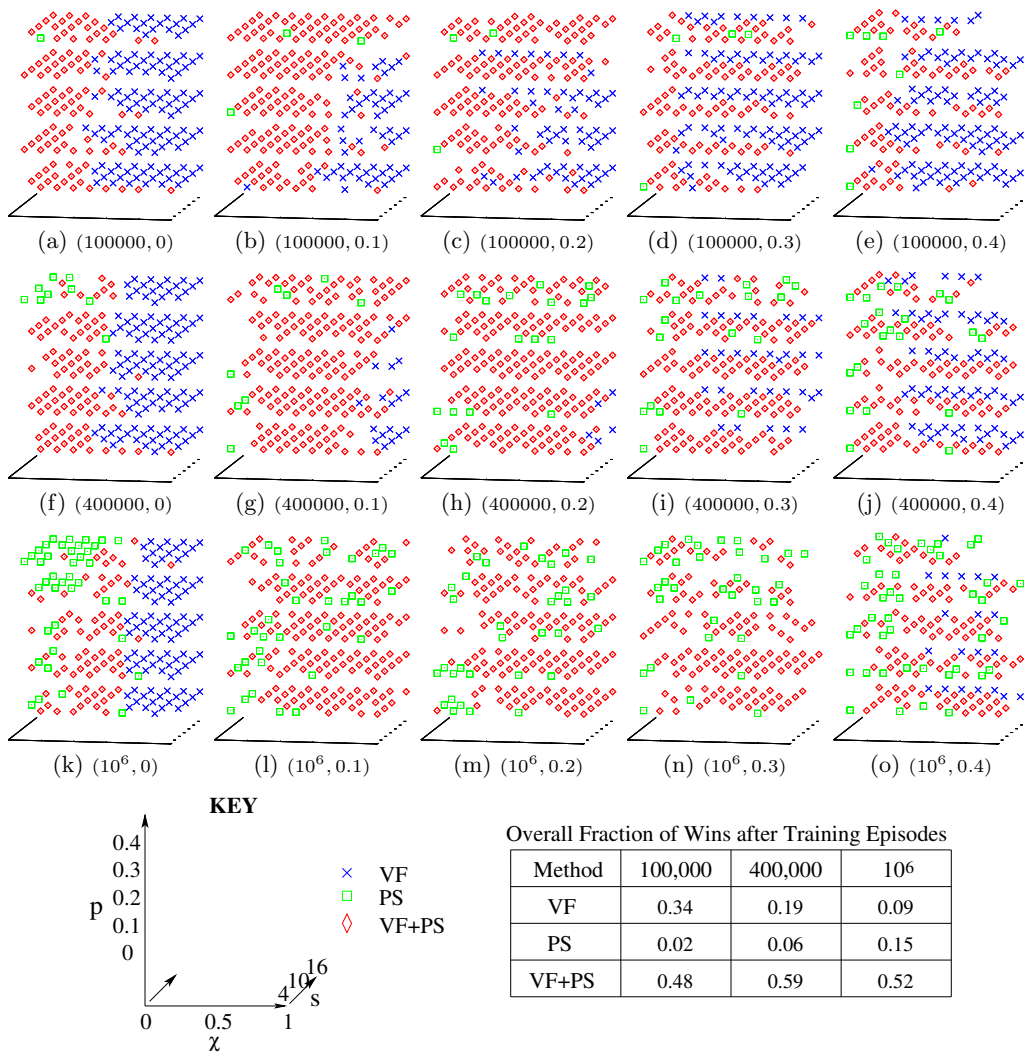 (a) (100000, 0) (b) (100000, 0.1) (c) (100000, 0.2) (d) (100000, 0.3) (e) (100000, 0.4)
(f) (400000, 0) (g) (400000, 0.1) (h) (400000, 0.2) (i) (400000, 0.3) (j) (400000, 0.4)
(k) (10⁶, 0) (l) (10⁶, 0.1) (m) (10⁶, 0.2) (n) (10⁶, 0.3) (o) (10⁶, 0.4)
KEY
0.4
0.3
0.2
p
0.1
0
16
10
4
s
0 0.5 1
χ
VF
PS
VF+PS
Overall Fraction of Wins after Training Episodes
Method 100,000 400,000 10⁶
VF 0.34 0.19 0.09
PS 0.02 0.06 0.15
VF+PS 0.48 0.59 0.52